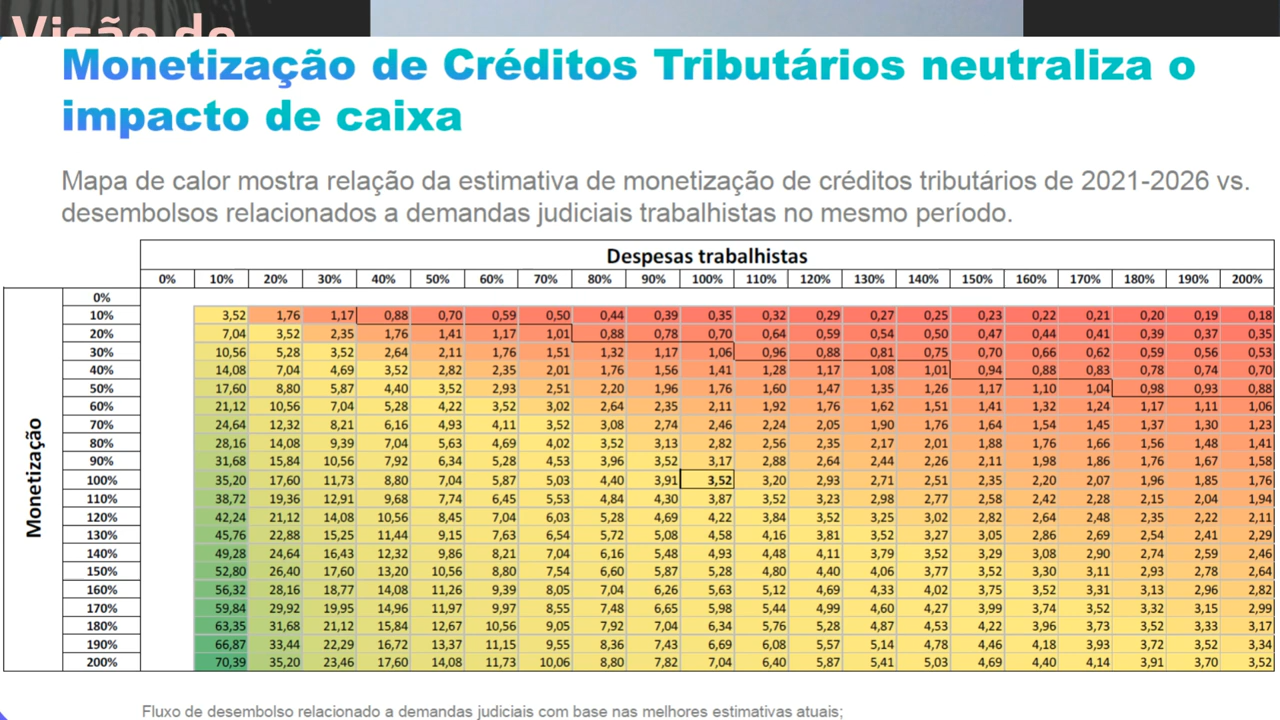 Visão de
Monetização de Créditos Tributários neutraliza o
impacto de caixa
Mapa de calor mostra relação da estimativa de monetização de créditos tributários de 2021-2026 vs.
desembolsos relacionados a demandas judiciais trabalhistas no mesmo período.
Despesas trabalhistas
0% 10% 20% 30% 40% 50% 60% 70% 80% 90% 100% 110% 120% 130% 140% 150% 160% 170% 180% 190% 200%
Monetização
0%
10% 3,52 1,76 1,17 0,88 0,70 0,59 0,50 0,44 0,39 0,35 0,32 0,29 0,27 0,25 0,23 0,22 0,21 0,20 0,19 0,18
20% 7,04 3,52 2,35 1,76 1,41 1,17 1,01 0,88 0,78 0,70 0,64 0,59 0,54 0,50 0,47 0,44 0,41 0,39 0,37 0,35
30% 10,56 5,28 3,52 2,64 2,11 1,76 1,51 1,32 1,17 1,06 0,96 0,88 0,81 0,75 0,70 0,66 0,62 0,59 0,56 0,53
40% 14,08 7,04 4,69 3,52 2,82 2,35 2,01 1,76 1,56 1,41 1,28 1,17 1,08 1,01 0,94 0,88 0,83 0,78 0,74 0,70
50% 17,60 8,80 5,87 4,40 3,52 2,93 2,51 2,20 1,96 1,76 1,60 1,47 1,35 1,26 1,17 1,10 1,04 0,98 0,93 0,88
60% 21,12 10,56 7,04 5,28 4,22 3,52 3,02 2,64 2,35 2,11 1,92 1,76 1,62 1,51 1,41 1,32 1,24 1,17 1,11 1,06
70% 24,64 12,32 8,21 6,16 4,93 4,11 3,52 3,08 2,74 2,46 2,24 2,05 1,90 1,76 1,64 1,54 1,45 1,37 1,30 1,23
80% 28,16 14,08 9,39 7,04 5,63 4,69 4,02 3,52 3,13 2,82 2,56 2,35 2,17 2,01 1,88 1,76 1,66 1,56 1,48 1,41
90% 31,68 15,84 10,56 7,92 6,34 5,28 4,53 3,96 3,52 3,17 2,88 2,64 2,44 2,26 2,11 1,98 1,86 1,76 1,67 1,58
100% 35,20 17,60 11,73 8,80 7,04 5,87 5,03 4,40 3,91 3,52 3,20 2,93 2,71 2,51 2,35 2,20 2,07 1,96 1,85 1,76
110% 38,72 19,36 12,91 9,68 7,74 6,45 5,53 4,84 4,30 3,87 3,52 3,23 2,98 2,77 2,58 2,42 2,28 2,15 2,04 1,94
120% 42,24 21,12 14,08 10,56 8,45 7,04 6,03 5,28 4,69 4,22 3,84 3,52 3,25 3,02 2,82 2,64 2,48 2,35 2,22 2,11
130% 45,76 22,88 15,25 11,44 9,15 7,63 6,54 5,72 5,08 4,58 4,16 3,81 3,52 3,27 3,05 2,86 2,69 2,54 2,41 2,29
140% 49,28 24,64 16,43 12,32 9,86 8,21 7,04 6,16 5,48 4,93 4,48 4,11 3,79 3,52 3,29 3,08 2,90 2,74 2,59 2,46
150% 52,80 26,40 17,60 13,20 10,56 8,80 7,54 6,60 5,87 5,28 4,80 4,40 4,06 3,77 3,52 3,30 3,11 2,93 2,78 2,64
160% 56,32 28,16 18,77 14,08 11,26 9,39 8,05 7,04 6,26 5,63 5,12 4,69 4,33 4,02 3,75 3,52 3,31 3,13 2,96 2,82
170% 59,84 29,92 19,95 14,96 11,97 9,97 8,55 7,48 6,65 5,98 5,44 4,99 4,60 4,27 3,99 3,74 3,52 3,32 3,15 2,99
180% 63,35 31,68 21,12 15,84 12,67 10,56 9,05 7,92 7,04 6,34 5,76 5,28 4,87 4,53 4,22 3,96 3,73 3,52 3,33 3,17
190% 66,87 33,44 22,29 16,72 13,37 11,15 9,55 8,36 7,43 6,69 6,08 5,57 5,14 4,78 4,46 4,18 3,93 3,72 3,52 3,34
200% 70,39 35,20 23,46 17,60 14,08 11,73 10,06 8,80 7,82 7,04 6,40 5,87 5,41 5,03 4,69 4,40 4,14 3,91 3,70 3,52
Fluxo de desembolso relacionado a demandas judiciais com base nas melhores estimativas atuais;